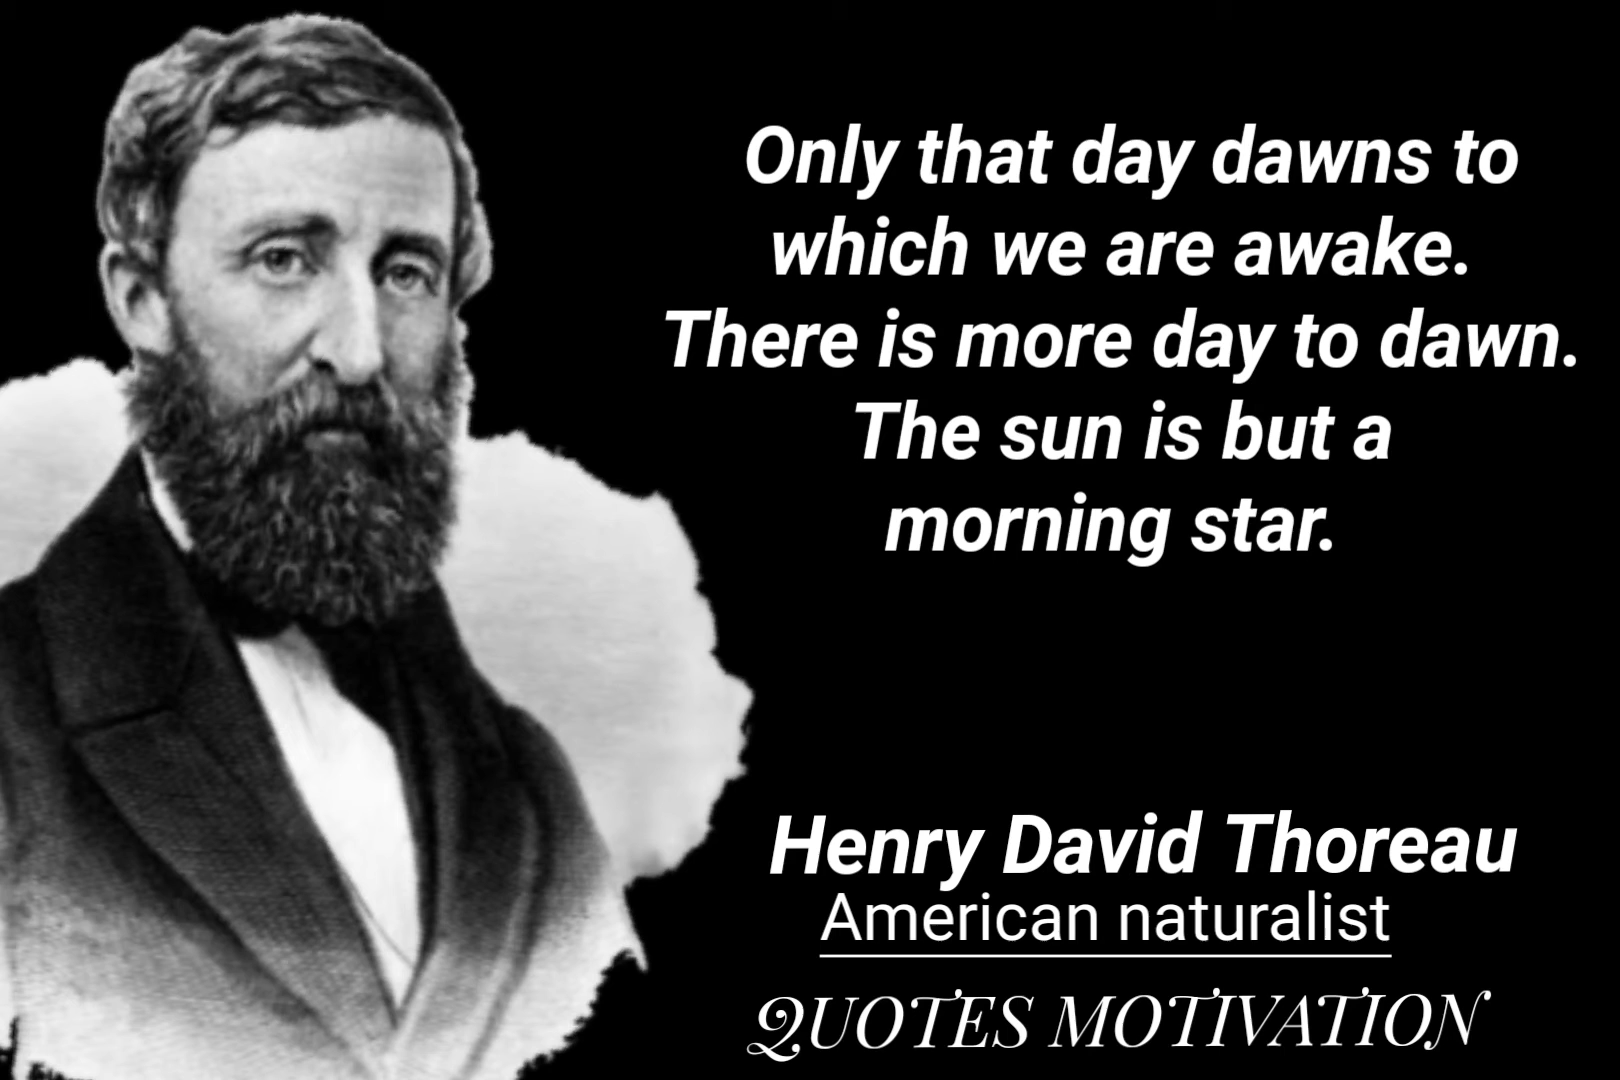 Only that day dawns to
which we are awake.
There is more day to dawn.
The sun is but a
morning star.
Henry David Thoreau
American naturalist
QUOTES MOTIVATION